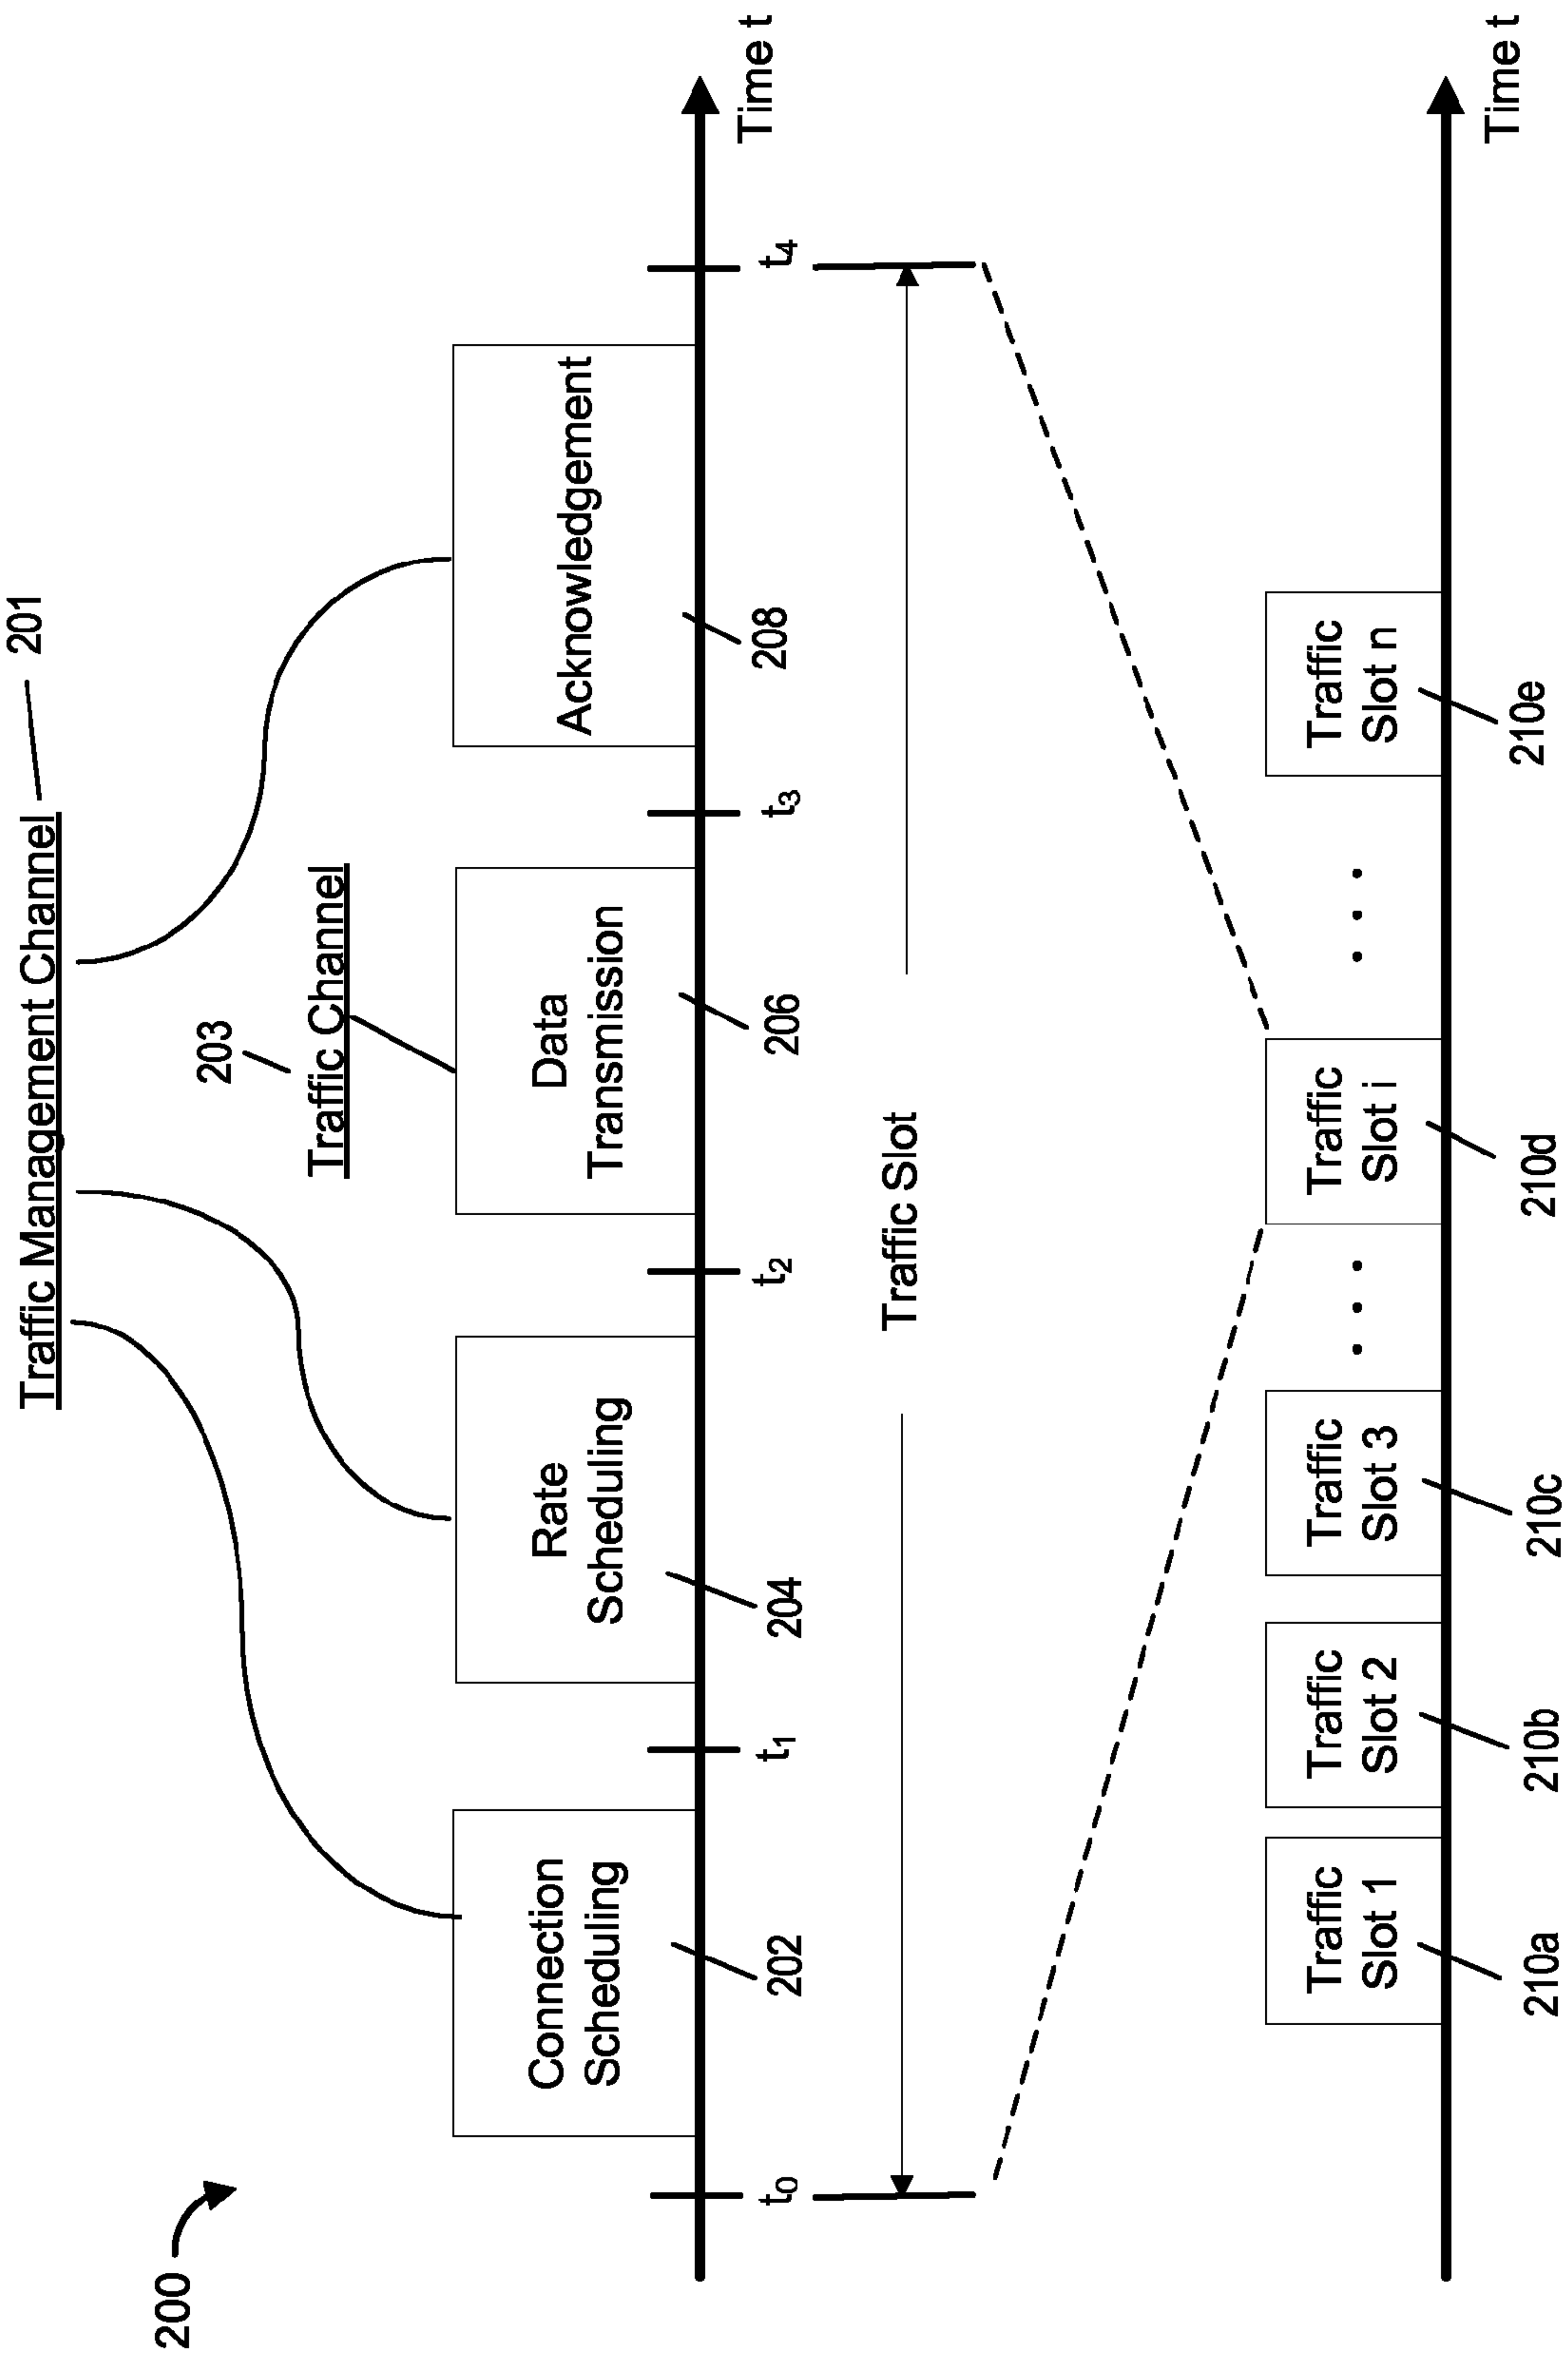 200
Traffic Management Channel
201
203
Traffic Channel
Connection
Scheduling
Rate
Scheduling
Data
Transmission
Acknowledgement
202
204
206
208
t0
t1
t2
t3
t4
Time t
Traffic Slot
Traffic
Slot 1
Traffic
Slot 2
Traffic
Slot 3
. . .
Traffic
Slot i
. . .
Traffic
Slot n
210a
210b
210c
210d
210e
Time t